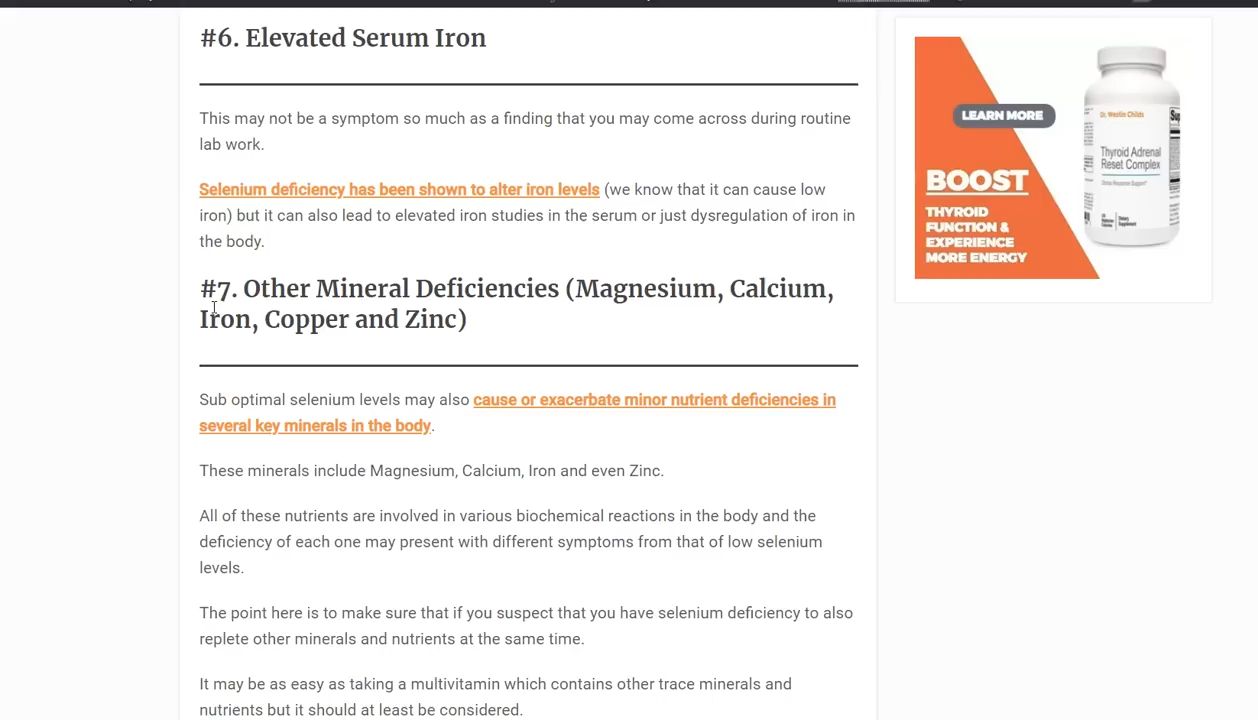 #6. Elevated Serum Iron
This may not be a symptom so much as a finding that you may come across during routine
lab work.
Selenium deficiency has been shown to alter iron levels (we know that it can cause low
iron) but it can also lead to elevated iron studies in the serum or just dysregulation of iron in
the body.
#7. Other Mineral Deficiencies (Magnesium, Calcium,
Iron, Copper and Zinc)
Sub optimal selenium levels may also cause or exacerbate minor nutrient deficiencies in
several key minerals in the body.
These minerals include Magnesium, Calcium, Iron and even Zinc.
All of these nutrients are involved in various biochemical reactions in the body and the
deficiency of each one may present with different symptoms from that of low selenium
levels.
The point here is to make sure that if you suspect that you have selenium deficiency to also
replete other minerals and nutrients at the same time.
It may be as easy as taking a multivitamin which contains other trace minerals and
nutrients but it should at least be considered.
LEARN MORE
BOOST
THYROID
FUNCTION &
EXPERIENCE
MORE ENERGY
Dr. Westin Childs
Thyroid Adrenal
Reset Complex